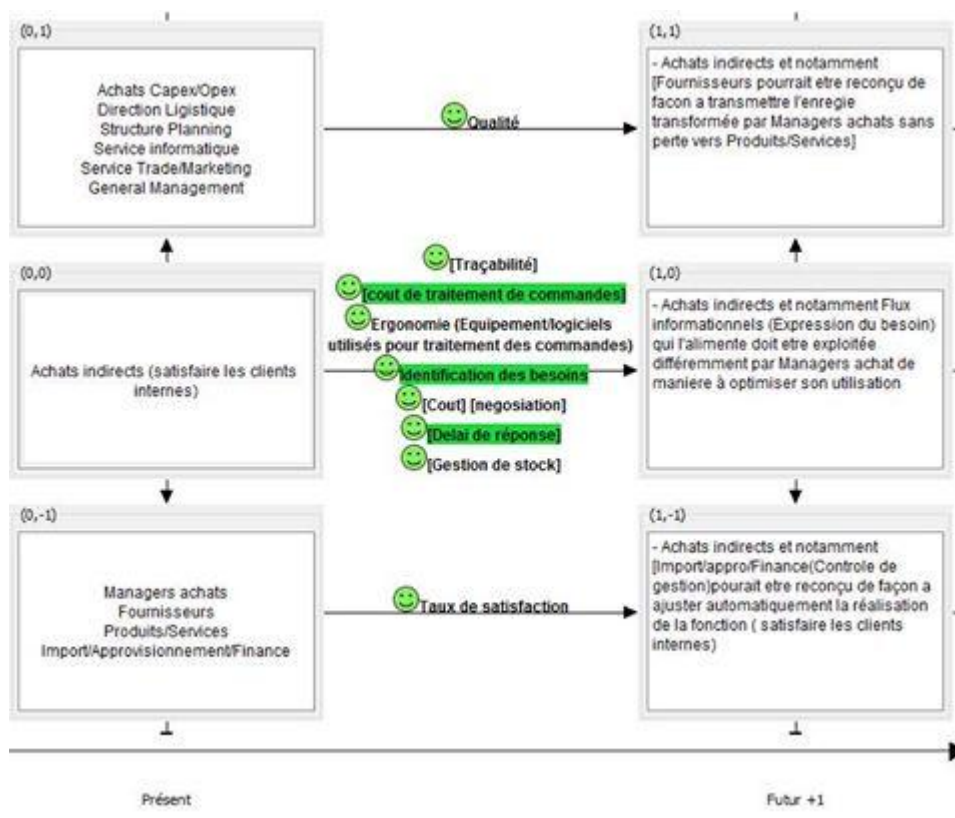 (0,1)
Achats Capex/Opex
Direction Ligistique
Structure Planning
Service informatique
Service Trade/Marketing
General Management
Qualité
(1,1)
- Achats indirects et notamment
[Fournisseurs pourrait etre reconçu de
facon a transmettre l'enregie
transformée par Managers achats sans
perte vers Produits/Services]
(0,0)
Achats indirects (satisfaire les clients
internes)
[Traçabilité]
[cout de traitement de commandes]
Ergonomie (Equipement/logiciels
utilisés pour traitement des commandes)
Identification des besoins
[Cout] [negosiation]
[Delai de réponse]
[Gestion de stock]
(1,0)
- Achats indirects et notamment Flux
informationnels (Expression du besoin)
qui l'alimente doit etre exploitée
différemment par Managers achat de
maniere à optimiser son utilisation
(0,-1)
Managers achats
Fournisseurs
Produits/Services
Import/Approvisionnement/Finance
Taux de satisfaction
(1,-1)
- Achats indirects et notamment
[Import/appro/Finance(Controle de
gestion)pourait etre reconçu de façon a
ajuster automatiquement la réalisation
de la fonction ( satisfaire les clients
internes)
Présent
Futur +1